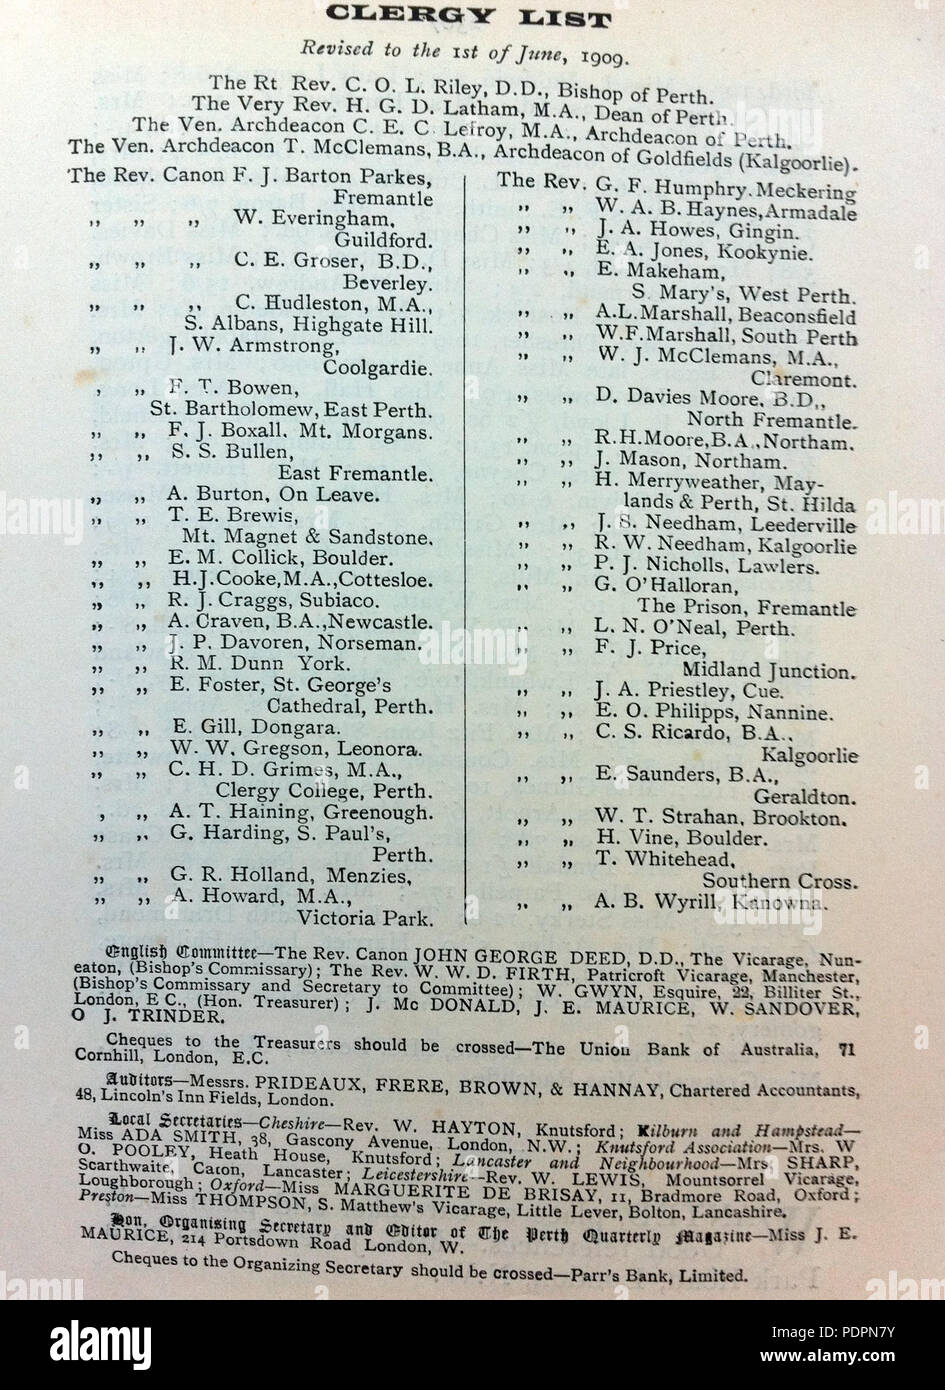 CLERGY LIST
Revised to the 1st of June, 1909.
The Rt Rev. C. O. L. Riley, D.D., Bishop of Perth.
The Very Rev. H. G. D. Latham, M.A., Dean of Perth.
The Ven. Archdeacon C. E. C. Lefroy, M.A., Archdeacon of Perth.
The Ven. Archdeacon T. McClemans, B.A., Archdeacon of Goldfields (Kalgoorlie).
The Rev. Canon F. J. Barton Parkes,
Fremantle
,, ,, ,, W. Everingham,
Guildford.
,, ,, ,, C. E. Groser, B.D.,
Beverley.
,, ,, ,, C. Hudleston, M.A.,
S. Albans, Highgate Hill.
,, ,, J. W. Armstrong,
Coolgardie.
, ,, F. T. Bowen,
St. Bartholomew, East Perth.
,, ,, F. J. Boxall, Mt. Morgans.
,, ,, S. S. Bullen,
East Fremantle.
,, ,, A. Burton, On Leave.
,, ,, T. E. Brewis,
Mt. Magnet & Sandstone.
,, ,, E. M. Collick, Boulder.
,, ,, H.J.Cooke,M.A.,Cottesloe.
,, ,, R. J. Craggs, Subiaco.
,, ,, A. Craven, B.A.,Newcastle.
,, ,, J. P. Davoren, Norseman.
,, ,, R. M. Dunn York.
,, ,, E. Foster, St. George's
Cathedral, Perth.
,, ,, E. Gill, Dongara.
,, ,, W. W. Gregson, Leonora.
,, ,, C. H. D. Grimes, M.A.,
Clergy College, Perth.
, ,, A. T. Haining, Greenough.
,, ,, G. Harding, S. Paul's,
Perth.
,, ,, G. R. Holland, Menzies,
,, ,, A. Howard, M.A.,
Victoria Park.
The Rev. G. F. Humphry. Meckering
,, ,, W. A. B. Haynes,Armadale
,, ,, J. A. Howes, Gingin.
,, ,, E. A. Jones, Kookynie.
,, ,, E. Makeham,
S. Mary's, West Perth.
,, ,, A.L.Marshall, Beaconsfield
,, ,, W.F.Marshall, South Perth
,, ,, W. J. McClemans, M.A.,
Claremont.
,, ,, D. Davies Moore, B.D.,
North Fremantle.
,, ,, R.H.Moore,B.A.,Northam.
,, ,, J. Mason, Northam.
,, ,, H. Merryweather, May-
lands & Perth, St. Hilda
,, ,, J. S. Needham, Leederville
,, ,, R. W. Needham, Kalgoorlie
,, ,, P. J. Nicholls, Lawlers.
,, ,, G. O'Halloran,
The Prison, Fremantle
,, ,, L. N. O'Neal, Perth.
,, ,, F. J. Price,
Midland Junction.
,, ,, J. A. Priestley, Cue.
,, ,, E. O. Philipps, Nannine.
,, ,, C. S. Ricardo, B.A.,
Kalgoorlie
,, ,, E. Saunders, B.A.,
Geraldton.
,, ,, W. T. Strahan, Brookton.
,, ,, H. Vine, Boulder.
,, ,, T. Whitehead,
Southern Cross.
,, ,, A. B. Wyrill, Kanowna.
English Committee—The Rev. Canon JOHN GEORGE DEED, D.D., The Vicarage, Nun-
eaton, (Bishop's Commissary); The Rev. W. W. D. FIRTH, Patricroft Vicarage, Manchester,
(Bishop's Commissary and Secretary to Committee); W. GWYN, Esquire, 22, Billiter St.,
London, E C., (Hon. Treasurer); J. Mc DONALD, J. E. MAURICE, W. SANDOVER,
O J. TRINDER.
Cheques to the Treasurers should be crossed—The Union Bank of Australia, 71
Cornhill, London, E.C.
Auditors—Messrs. PRIDEAUX, FRERE, BROWN, & HANNAY, Chartered Accountants,
48, Lincoln's Inn Fields, London.
Local Secretaries—Cheshire—Rev. W. HAYTON, Knutsford; Kilburn and Hampstead—
Miss ADA SMITH, 38, Gascony Avenue, London, N.W.; Knutsford Association—Mrs. W
O. POOLEY, Heath House, Knutsford; Lancaster and Neighbourhood—Mrs. SHARP,
Scarthwaite, Caton, Lancaster; Leicestershire—Rev. W. LEWIS, Mountsorrel Vicarage,
Loughborough; Oxford—Miss MARGUERITE DE BRISAY, 11, Bradmore Road, Oxford;
Preston—Miss THOMPSON, S. Matthew's Vicarage, Little Lever, Bolton, Lancashire.
Hon. Organising Secretary and Editor of The Perth Quarterly Magazine—Miss J. E.
MAURICE, 214 Portsdown Road London, W.
Cheques to the Organizing Secretary should be crossed—Parr's Bank, Limited.
alamy
Image ID: PDPN7Y
www.alamy.com